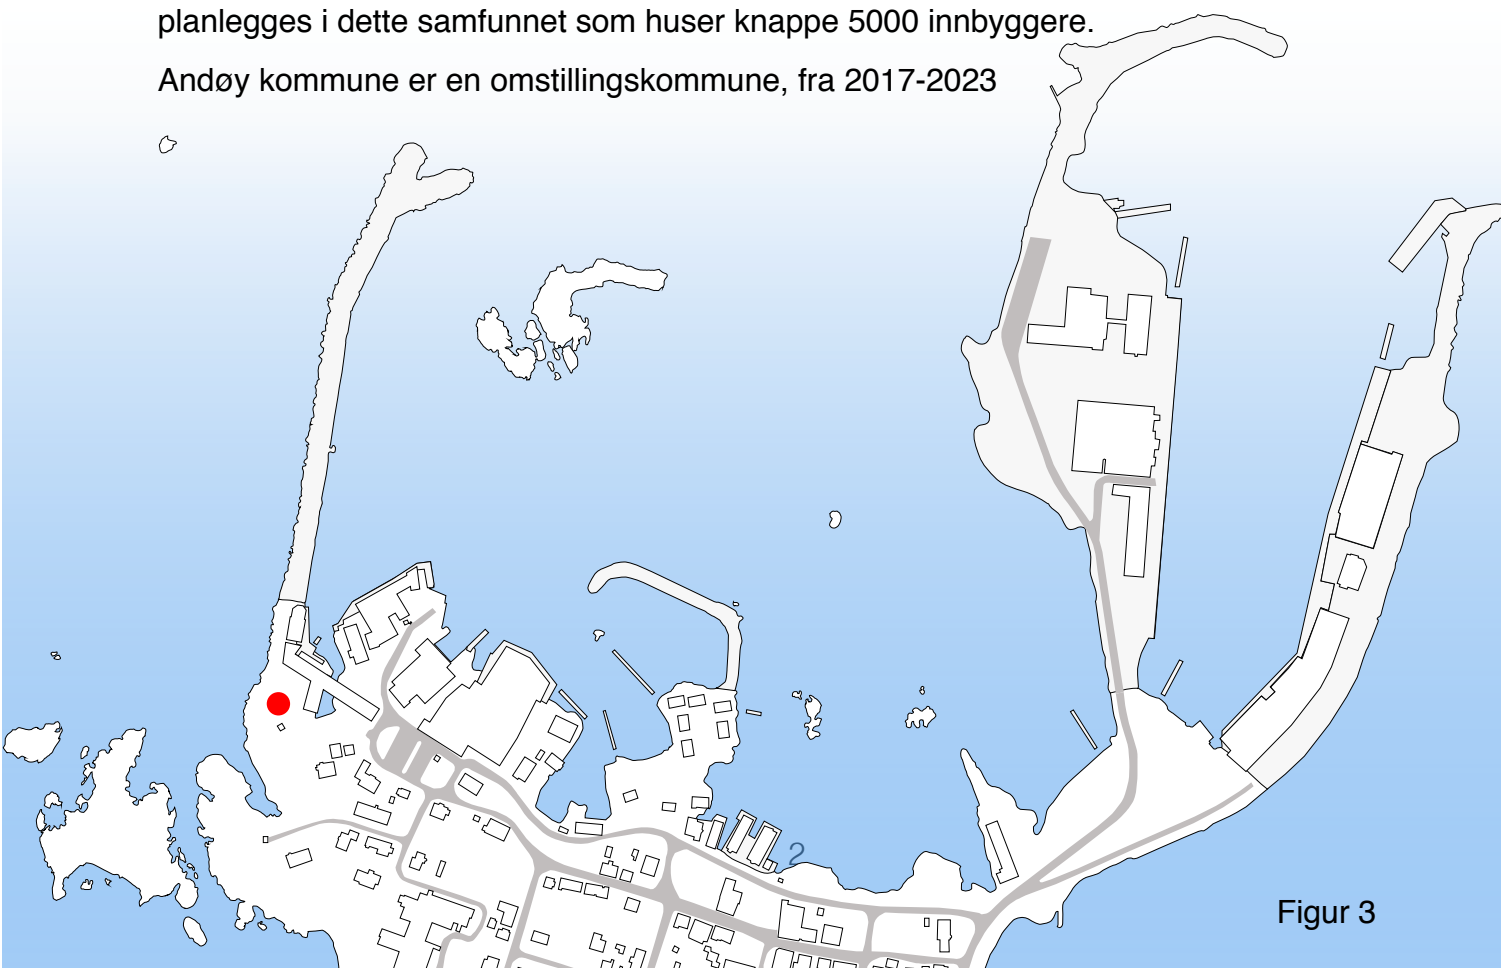 planlegges i dette samfunnet som huser knappe 5000 innbyggere.
Andøy kommune er en omstillingskommune, fra 2017-2023
2
Figur 3